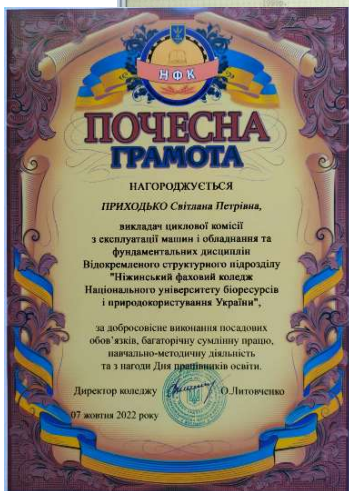 НФК
ПОЧЕСНА
ГРАМОТА
НАГОРОДЖУЄТЬСЯ
ПРИХОДЬКО Світлана Петрівна,
викладач циклової комісії
з експлуатації машин і обладнання та
фундаментальних дисциплін
Відокремленого структурного підрозділу
"Ніжинський фаховий коледж
Національного університету біоресурсів
і природокористування України",
за добросовісне виконання посадових
обов'язків, багаторічну сумлінну працю,
навчально-методичну діяльність
та з нагоди Дня працівників освіти.
Директор коледжу О.Литовченко
07 жовтня 2022 року